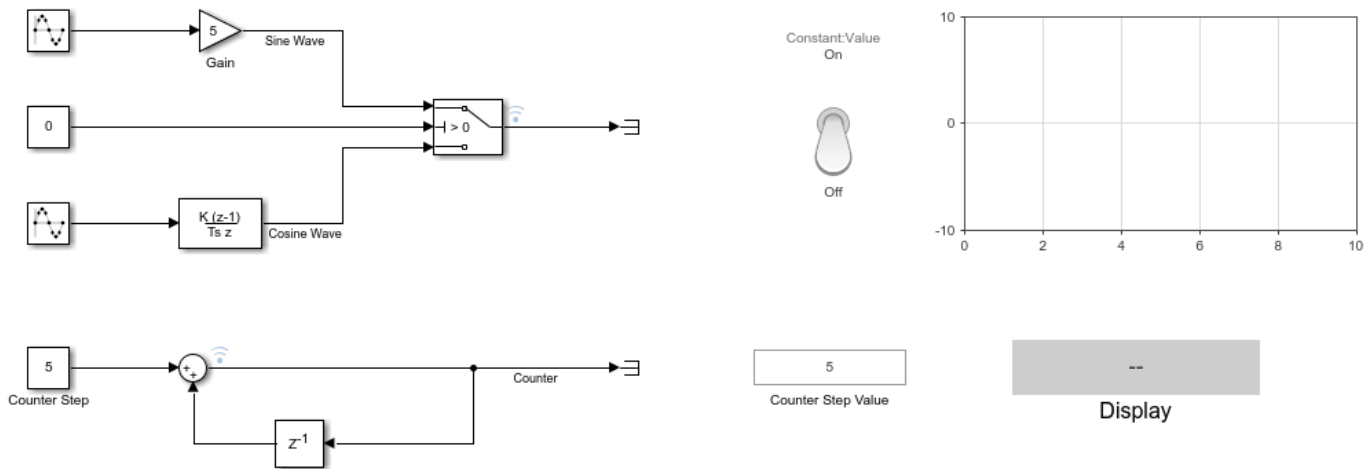 5
Gain
Sine Wave
0
> 0
K (z-1)
Ts z
Cosine Wave
Constant:Value
On
Off
10
0
-10
0 2 4 6 8 10
5
Counter Step
+
+
Counter
Z-1
5
Counter Step Value
--
Display